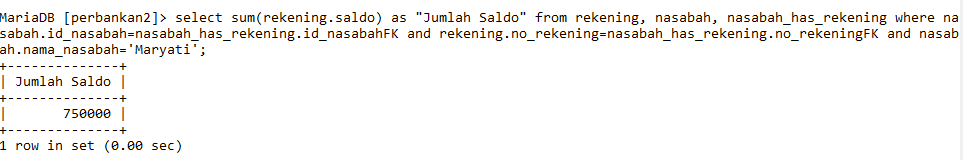 MariaDB [perbankan2]> select sum(rekening.saldo) as "Jumlah Saldo" from rekening, nasabah, nasabah_has_rekening where na
sabah.id_nasabah=nasabah_has_rekening.id_nasabahFK and rekening.no_rekening=nasabah_has_rekening.no_rekeningFK and nasab
ah.nama_nasabah='Maryati';
+--------------+
| Jumlah Saldo |
+--------------+
|       750000 |
+--------------+
1 row in set (0.00 sec)